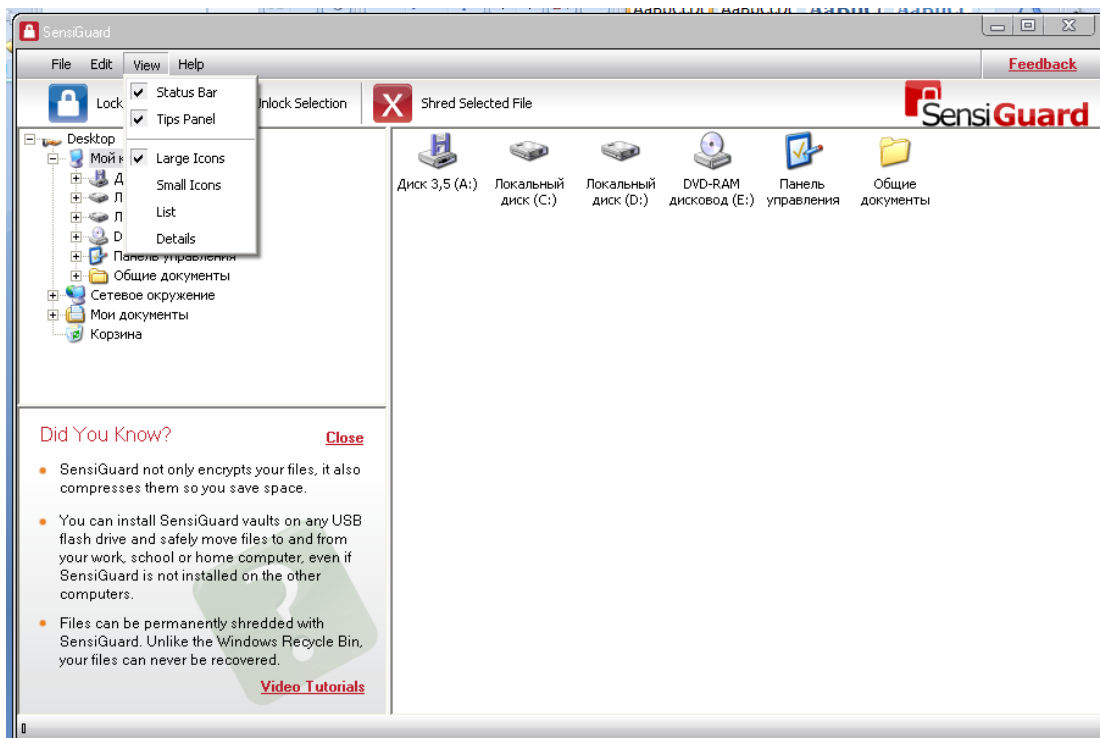 SensiGuard
File Edit View Help
Feedback
Lock
nlock Selection
Shred Selected File
SensiGuard
Status Bar
Tips Panel
Large Icons
Small Icons
List
Details
Desktop
Мой к
Д
Л
Л
D
Панель управления
Общие документы
Сетевое окружение
Мои документы
Корзина
Диск 3,5 (A:)
Локальный
диск (C:)
Локальный
диск (D:)
DVD-RAM
дисковод (E:)
Панель
управления
Общие
документы
Did You Know?
Close
SensiGuard not only encrypts your files, it also
compresses them so you save space.
You can install SensiGuard vaults on any USB
flash drive and safely move files to and from
your work, school or home computer, even if
SensiGuard is not installed on the other
computers.
Files can be permanently shredded with
SensiGuard. Unlike the Windows Recycle Bin,
your files can never be recovered.
Video Tutorials